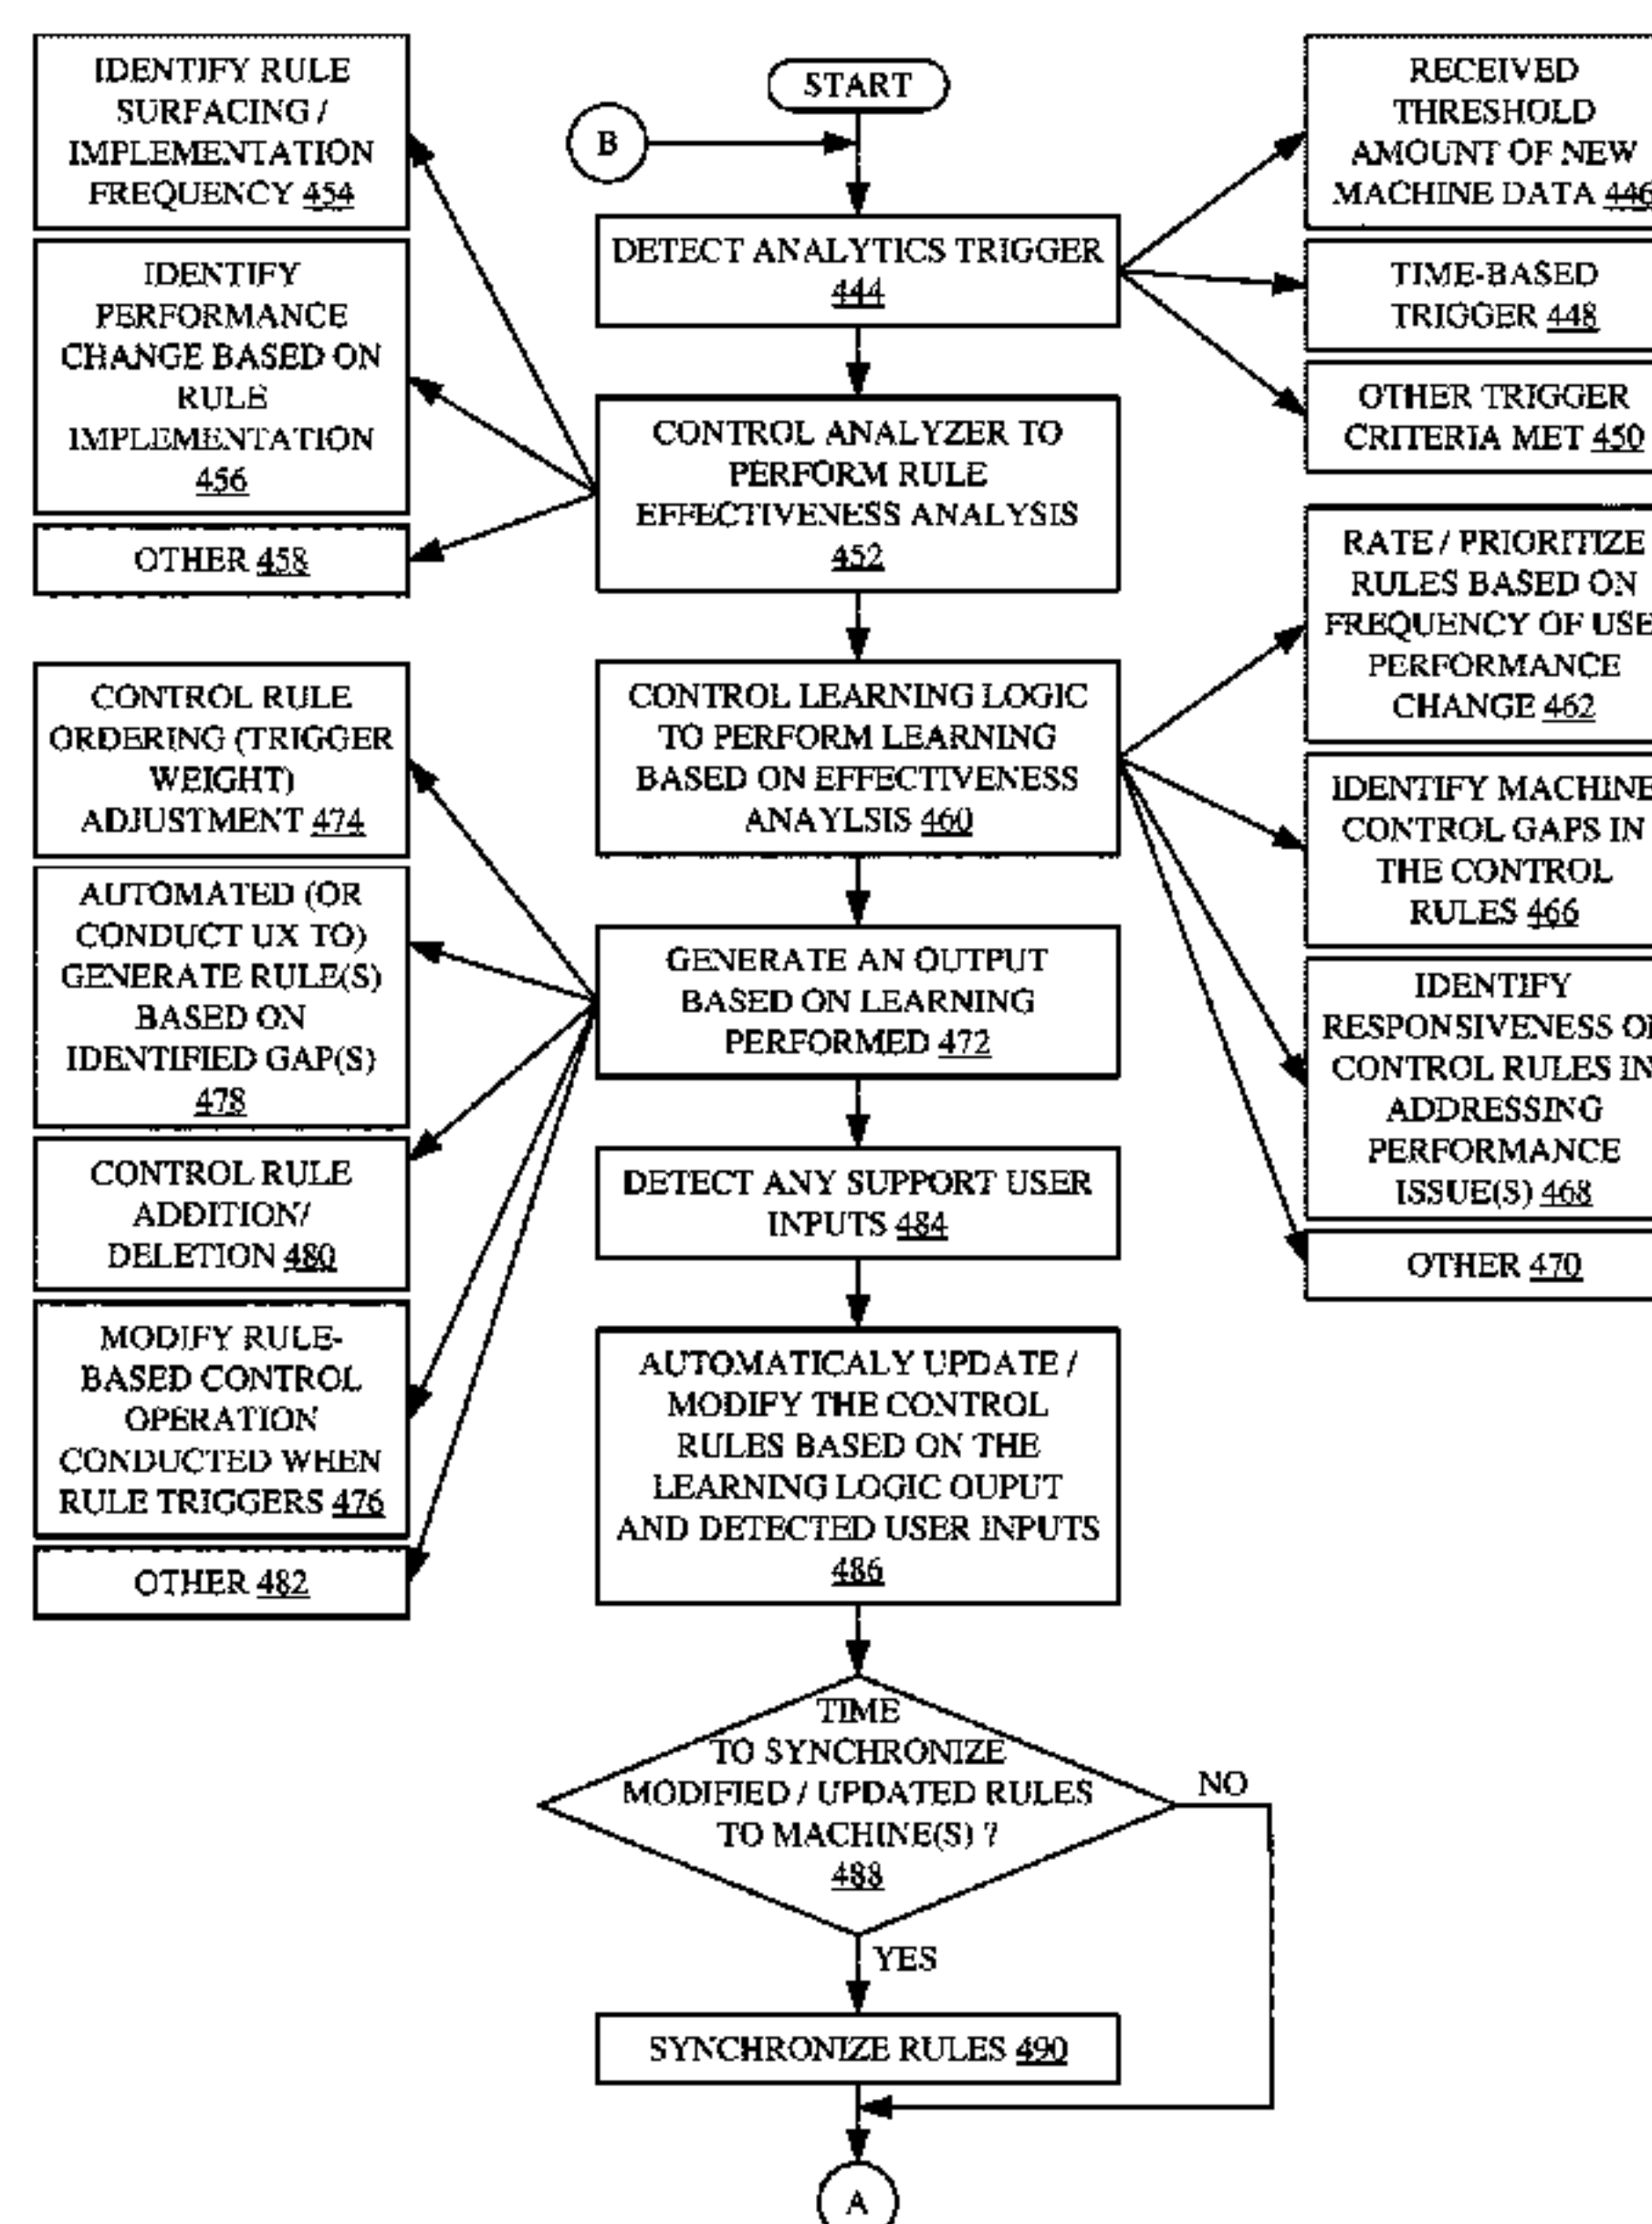 START
B
DETECT ANALYTICS TRIGGER
444
RECEIVED
THRESHOLD
AMOUNT OF NEW
MACHINE DATA 446
TIME-BASED
TRIGGER 448
OTHER TRIGGER
CRITERIA MET 450
CONTROL ANALYZER TO
PERFORM RULE
EFFECTIVENESS ANALYSIS
452
IDENTIFY RULE
SURFACING /
IMPLEMENTATION
FREQUENCY 454
IDENTIFY
PERFORMANCE
CHANGE BASED ON
RULE
IMPLEMENTATION
456
OTHER 458
CONTROL LEARNING LOGIC
TO PERFORM LEARNING
BASED ON EFFECTIVENESS
ANAYLSIS 460
RATE / PRIORITIZE
RULES BASED ON
FREQUENCY OF USE
PERFORMANCE
CHANGE 462
IDENTIFY MACHINE
CONTROL GAPS IN
THE CONTROL
RULES 466
IDENTIFY
RESPONSIVENESS
CONTROL RULES IN
ADDRESSING
PERFORMANCE
ISSUE(S) 468
OTHER 470
GENERATE AN OUTPUT
BASED ON LEARNING
PERFORMED 472
CONTROL RULE
ORDERING (TRIGGER
WEIGHT)
ADJUSTMENT 474
AUTOMATED (OR
CONDUCT UX TO)
GENERATE RULE(S)
BASED ON
IDENTIFIED GAP(S)
478
CONTROL RULE
ADDITION/
DELETION 480
MODIFY RULE-
BASED CONTROL
OPERATION
CONDUCTED WHEN
RULE TRIGGERS 476
OTHER 482
DETECT ANY SUPPORT USER
INPUTS 484
AUTOMATICALY UPDATE /
MODIFY THE CONTROL
RULES BASED ON THE
LEARNING LOGIC OUPUT
AND DETECTED USER INPUTS
486
TIME
TO SYNCHRONIZE
MODIFIED / UPDATED RULES
TO MACHINE(S) ?
488
NO
YES
SYNCHRONIZE RULES 490
A